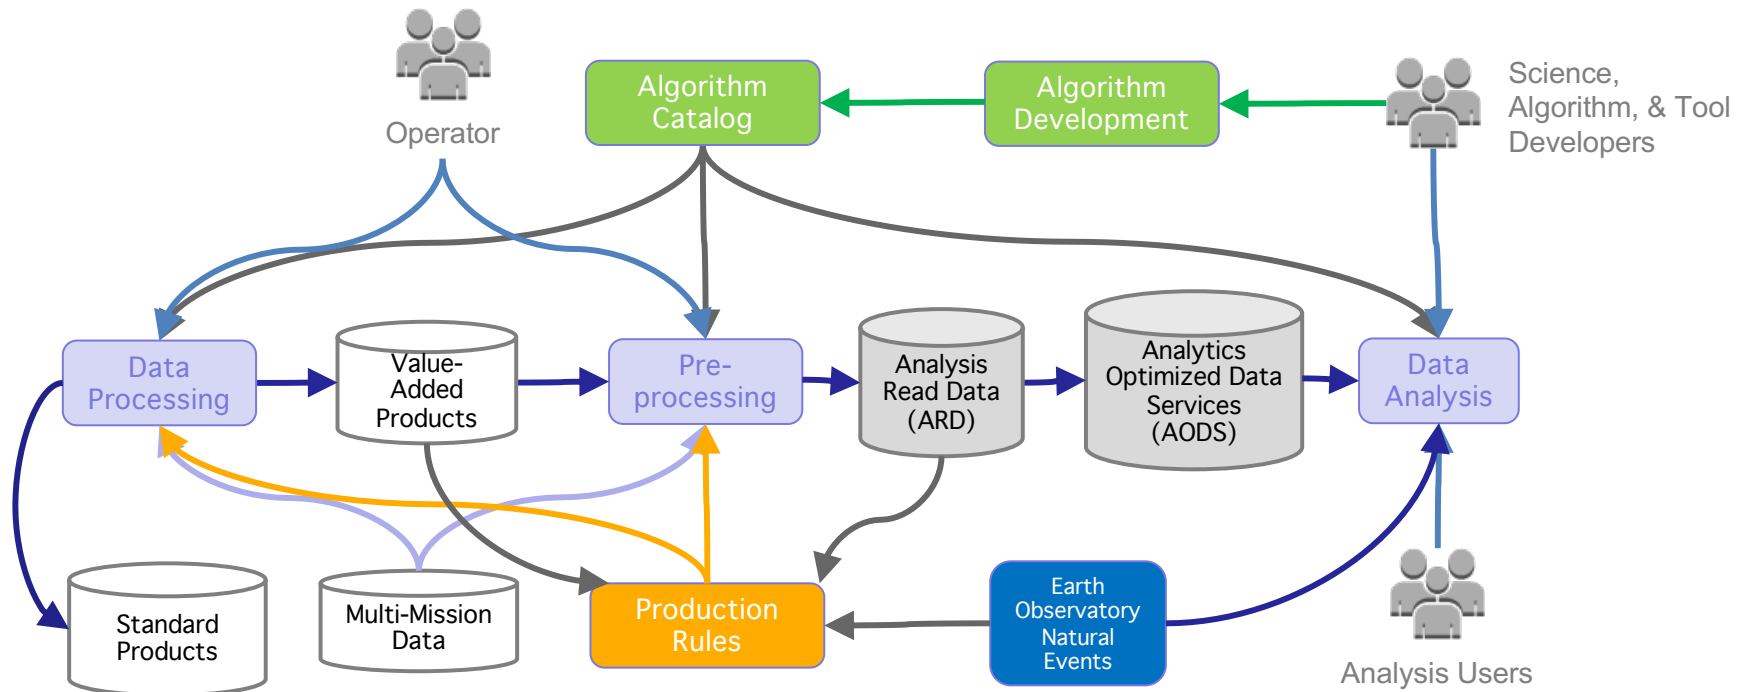 Operator
Algorithm
Catalog
Algorithm
Development
Science,
Algorithm, & Tool
Developers
Data
Processing
Value-
Added
Products
Pre-
processing
Analysis
Read Data
(ARD)
Analytics
Optimized Data
Services
(AODS)
Data
Analysis
Standard
Products
Multi-Mission
Data
Production
Rules
Earth
Observatory
Natural
Events
Analysis Users